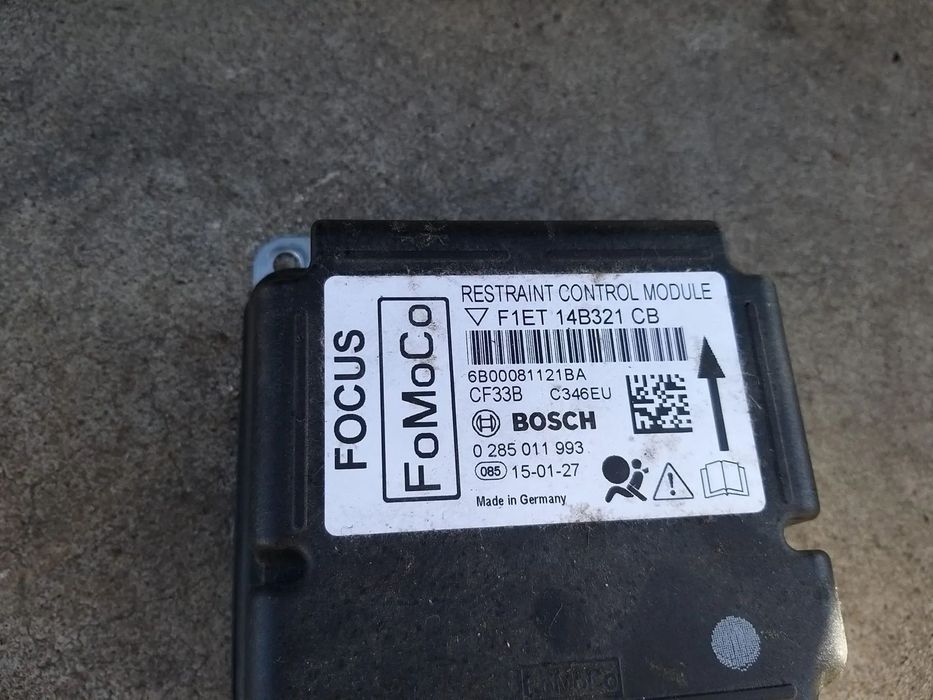 FOCUS
FoMoCo
RESTRAINT CONTROL MODULE
F1ET 14B321 CB
6B00081121BA
CF33B C346EU
BOSCH
0 285 011 993
085 15-01-27
Made in Germany
FoMoCo